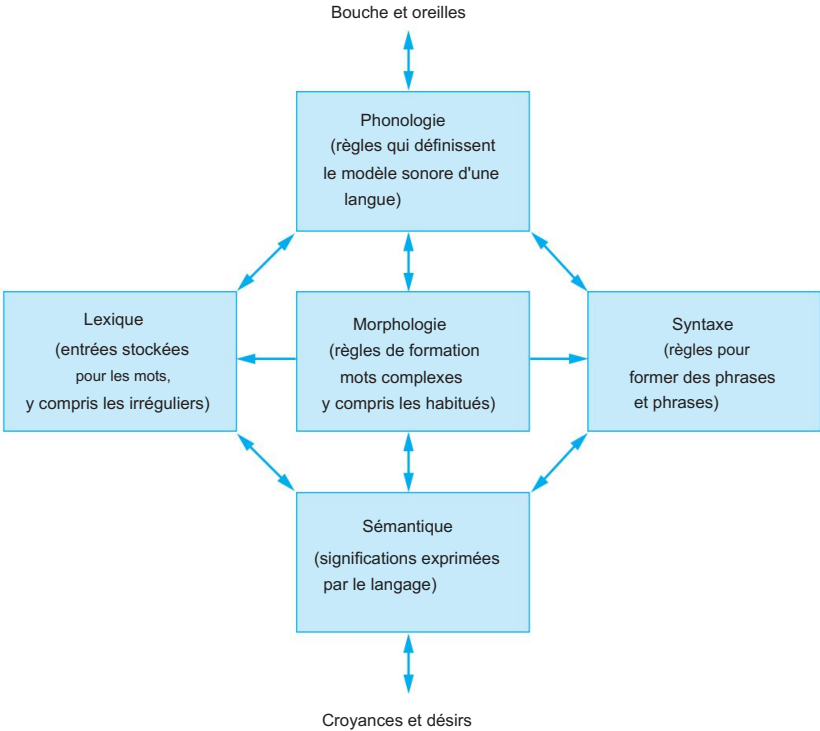 Bouche et oreilles
Phonologie
(règles qui définissent
le modèle sonore d'une
langue)
Lexique
(entrées stockées
pour les mots,
y compris les irréguliers)
Morphologie
(règles de formation
mots complexes
y compris les habitués)
Syntaxe
(règles pour
former des phrases
et phrases)
Sémantique
(significations exprimées
par le langage)
Croyances et désirs